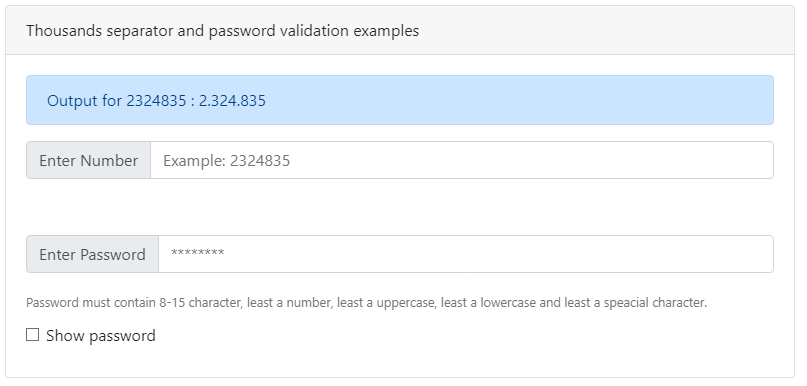 Thousands separator and password validation examples
Output for 2324835 : 2.324.835
Enter Number Example: 2324835
Enter Password ********
Password must contain 8-15 character, least a number, least a uppercase, least a lowercase and least a speacial character.
Show password